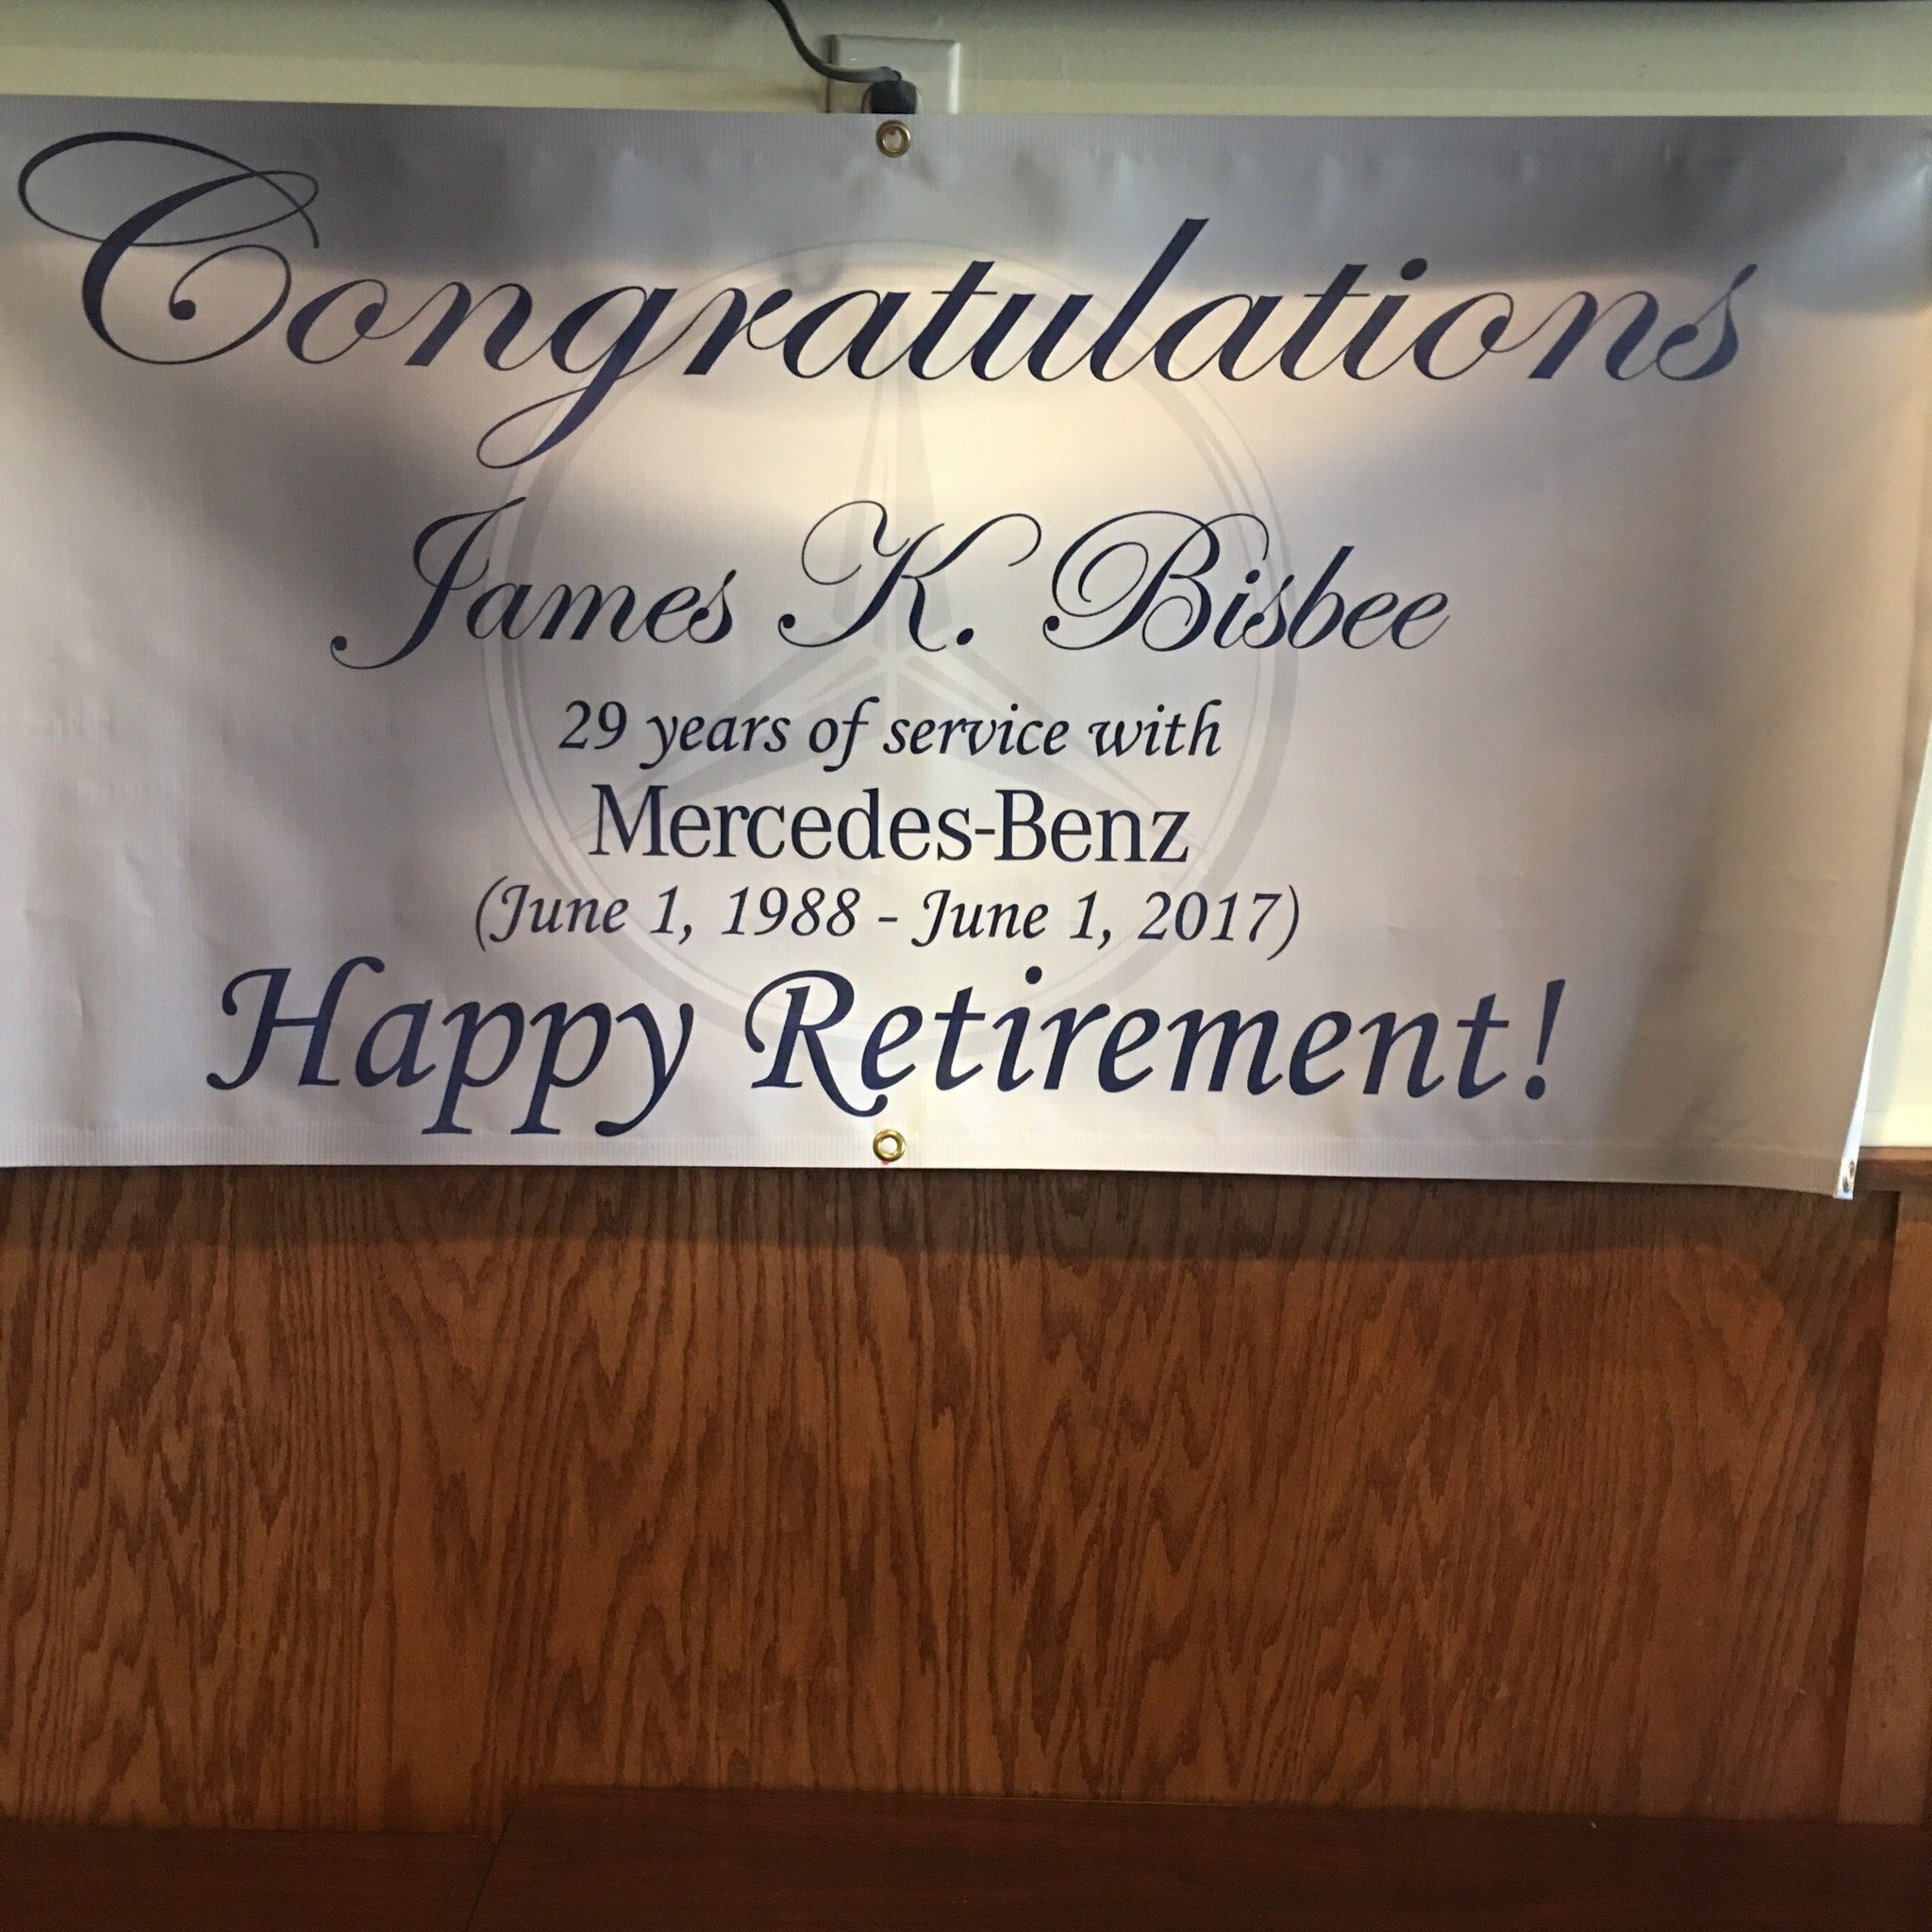 Congratulations
James K. Bisbee
29 years of service with
Mercedes-Benz
(June 1, 1988 - June 1, 2017)
Happy Retirement!